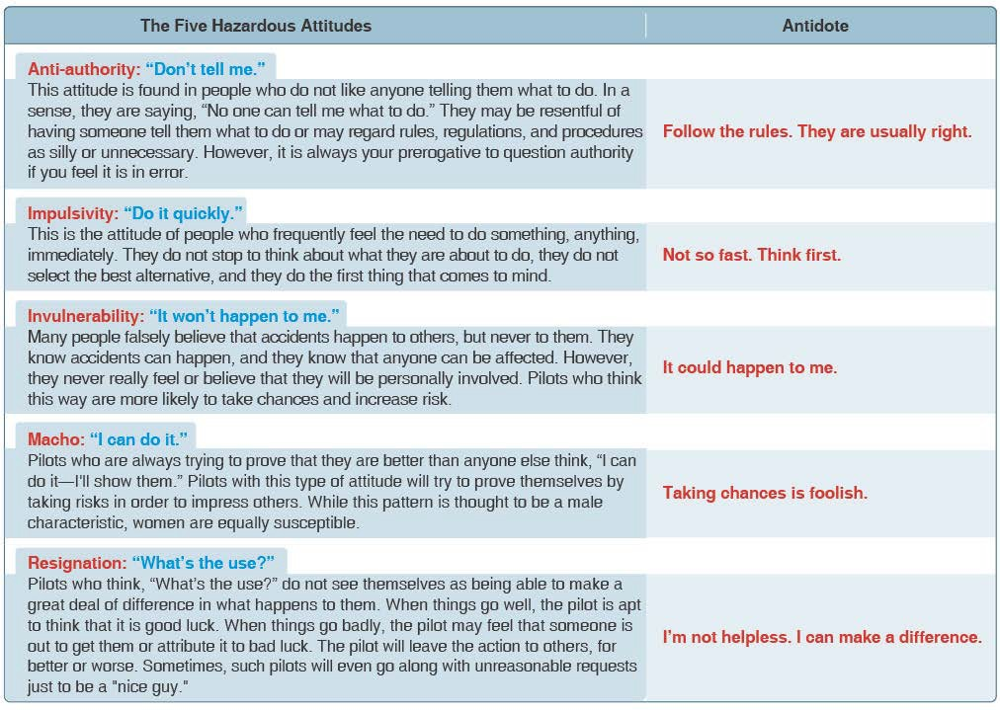 The Five Hazardous Attitudes
Antidote
Anti-authority: “Don’t tell me.”
This attitude is found in people who do not like anyone telling them what to do. In a
sense, they are saying, “No one can tell me what to do.” They may be resentful of
having someone tell them what to do or may regard rules, regulations, and procedures
as silly or unnecessary. However, it is always your prerogative to question authority
if you feel it is in error.
Follow the rules. They are usually right.
Impulsivity: “Do it quickly.”
This is the attitude of people who frequently feel the need to do something, anything,
immediately. They do not stop to think about what they are about to do, they do not
select the best alternative, and they do the first thing that comes to mind.
Not so fast. Think first.
Invulnerability: “It won’t happen to me.”
Many people falsely believe that accidents happen to others, but never to them. They
know accidents can happen, and they know that anyone can be affected. However,
they never really feel or believe that they will be personally involved. Pilots who think
this way are more likely to take chances and increase risk.
It could happen to me.
Macho: “I can do it.”
Pilots who are always trying to prove that they are better than anyone else think, “I can
do it—I'll show them.” Pilots with this type of attitude will try to prove themselves by
taking risks in order to impress others. While this pattern is thought to be a male
characteristic, women are equally susceptible.
Taking chances is foolish.
Resignation: “What’s the use?”
Pilots who think, “What’s the use?” do not see themselves as being able to make a
great deal of difference in what happens to them. When things go well, the pilot is apt
to think that it is good luck. When things go badly, the pilot may feel that someone is
out to get them or attribute it to bad luck. The pilot will leave the action to others, for
better or worse. Sometimes, such pilots will even go along with unreasonable requests
just to be a "nice guy."
I’m not helpless. I can make a difference.